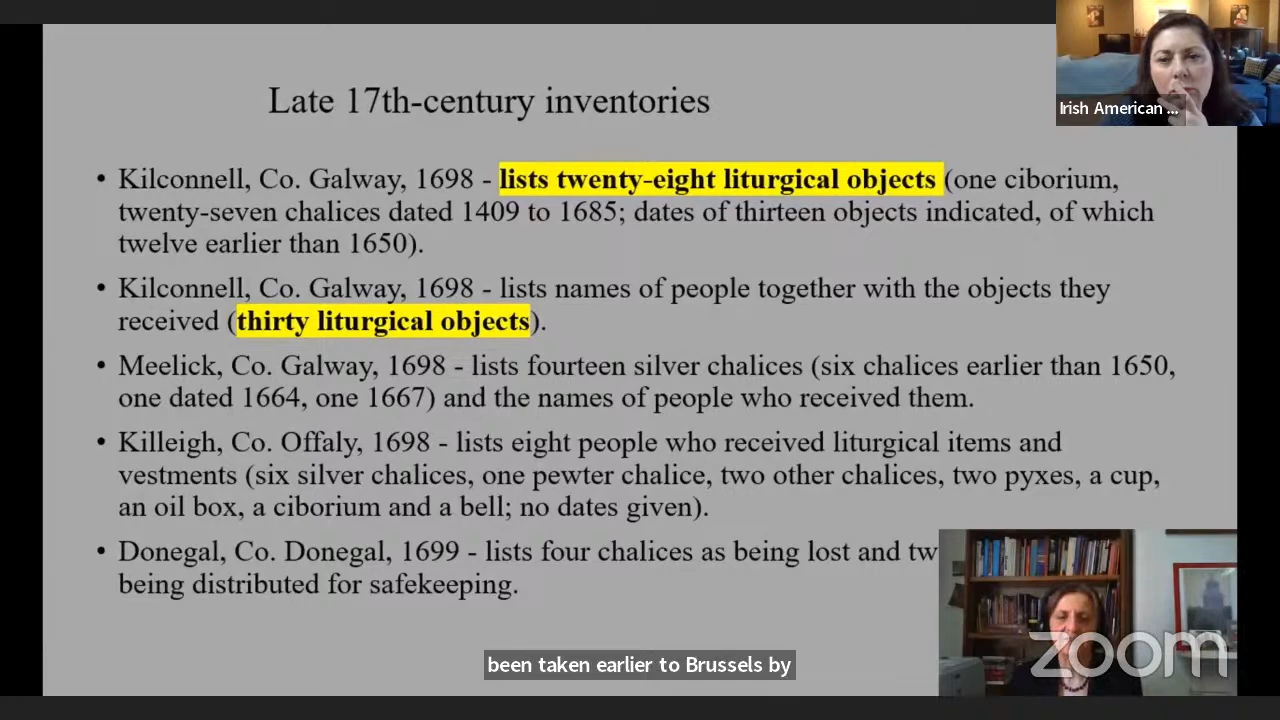 Irish American ...
Late 17th-century inventories
• Kilconnell, Co. Galway, 1698 - lists twenty-eight liturgical objects (one ciborium,
twenty-seven chalices dated 1409 to 1685; dates of thirteen objects indicated, of which
twelve earlier than 1650).
• Kilconnell, Co. Galway, 1698 - lists names of people together with the objects they
received (thirty liturgical objects).
• Meelick, Co. Galway, 1698 - lists fourteen silver chalices (six chalices earlier than 1650,
one dated 1664, one 1667) and the names of people who received them.
• Killeigh, Co. Offaly, 1698 - lists eight people who received liturgical items and
vestments (six silver chalices, one pewter chalice, two other chalices, two pyxes, a cup,
an oil box, a ciborium and a bell; no dates given).
• Donegal, Co. Donegal, 1699 - lists four chalices as being lost and tw
being distributed for safekeeping.
been taken earlier to Brussels by
zoom